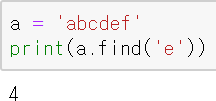 a = 'abcdef'
print(a.find('e'))
4